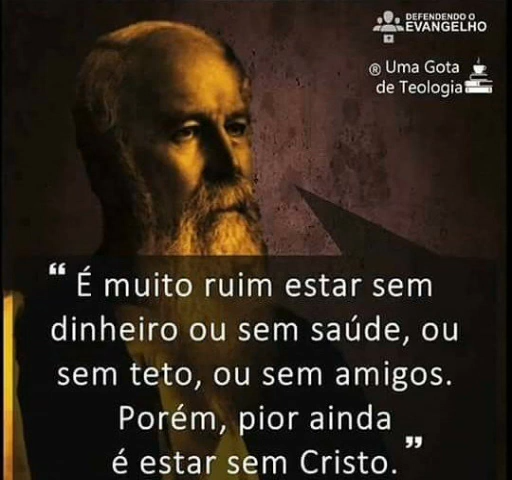 DEFENDENDO O
EVANGELHO
® Uma Gota
de Teologia
“ É muito ruim estar sem
dinheiro ou sem saúde, ou
sem teto, ou sem amigos.
Porém, pior ainda
é estar sem Cristo. ”